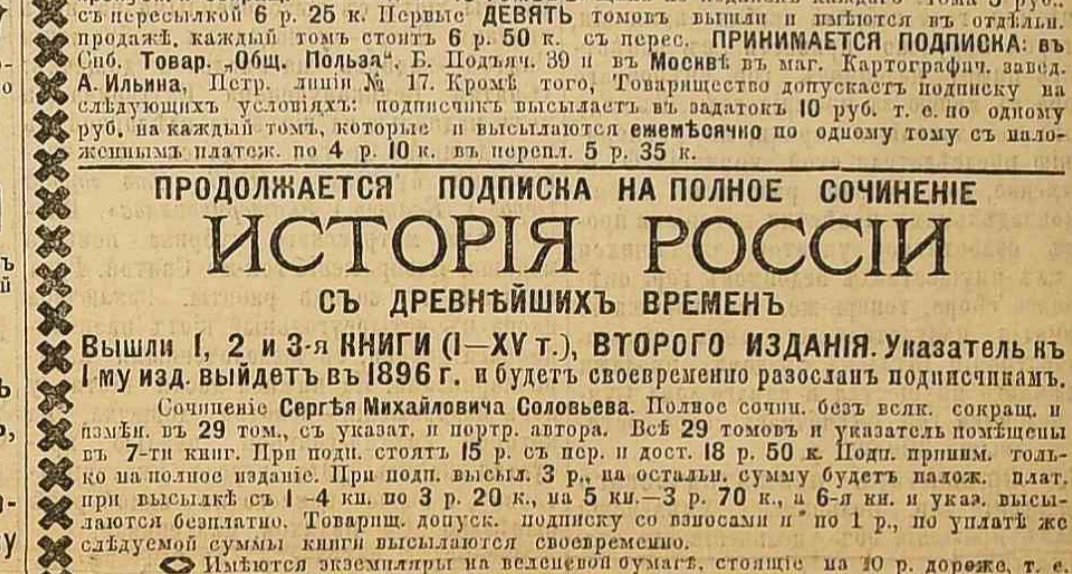 съ пересылкой 6 р. 25 к. Первые ДЕВЯТЬ томовъ вышли и имѣются въ отдѣльн.
продажѣ, каждый томъ стоитъ 6 р. 50 к. съ перес. ПРИНИМАЕТСЯ ПОДПИСКА: въ
Спб. Товар. „Общ. Польза“, Б. Подъяч. 39 и въ Москвѣ въ маг. Картографич. завед.
А. Ильина, Петр. линіи № 17. Кромѣ того, Товарищество допускаетъ подписку на
слѣдующихъ условіяхъ: подписчикъ высылаетъ въ задатокъ 10 руб. т. е. по одному
руб. на каждый томъ, которые и высылаются ежемѣсячно по одному тому съ нало-
женнымъ платеж. по 4 р. 10 к. въ перепл. 5 р. 35 к.
ПРОДОЛЖАЕТСЯ ПОДПИСКА НА ПОЛНОЕ СОЧИНЕНІЕ
ИСТОРІЯ РОССІИ
СЪ ДРЕВНѢЙШИХЪ ВРЕМЕНЪ
Вышли I, 2 и 3-я КНИГИ (I—XV т.), ВТОРОГО ИЗДАНІЯ. Указатель къ
I-му изд. выйдетъ въ 1896 г. и будетъ своевременно разосланъ подписчикамъ.
Сочиненіе Сергѣя Михайловича Соловьева. Полное сочин. безъ всяк. сокращ. и
измѣн. въ 29 том., съ указат. и портр. автора. Всѣ 29 томовъ и указатель помѣщены
въ 7-ти книг. При подп. стоятъ 15 р. съ пер. и дост. 18 р. 50 к. Подп. приним. толь-
ко на полное изданіе. При подп. высыл. 3 р., на остальн. сумму будетъ налож. плат.
при высылкѣ съ 1-4 кн. по 3 р. 20 к., на 5 кн.—3 р. 70 к., а 6-я кн. и указ. высы-
лаются безплатно. Товарищ. допуск. подписку со взносами и по 1 р., по уплатѣ же
слѣдуемой суммы книги высылаются своевременно.
Имѣются экземпляры на веленевой бумагѣ, стоящіе на 10 р. дороже, т. е.